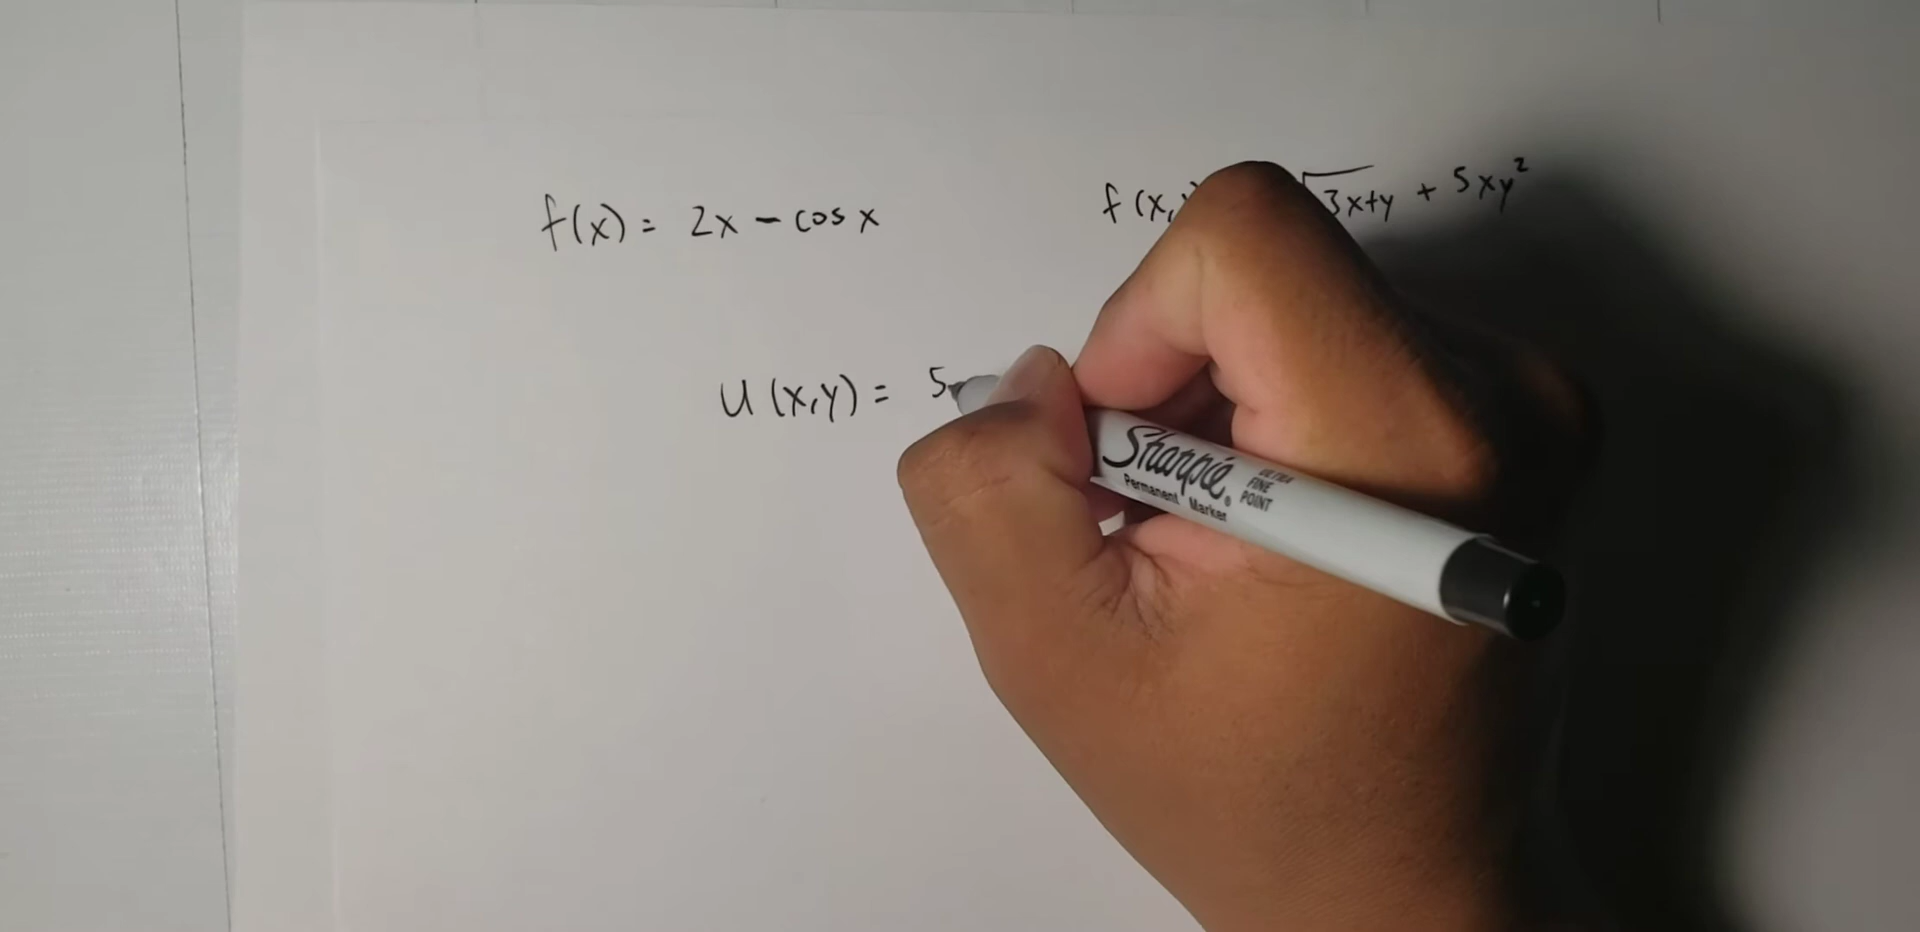 f(x) = 2x - cos x
f(x, √3x+y + 5xy²
u(x,y) = 5
Sharpie® ULTRA FINE POINT
Permanent Marker